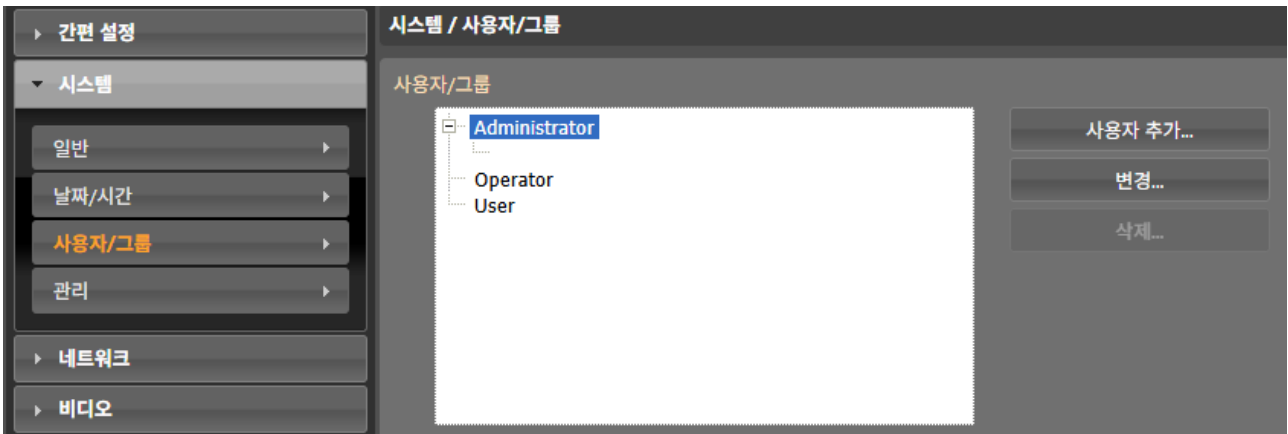 간편 설정
시스템
일반
날짜/시간
사용자/그룹
관리
네트워크
비디오
시스템 / 사용자/그룹
사용자/그룹
Administrator
Operator
User
사용자 추가...
변경...
삭제...